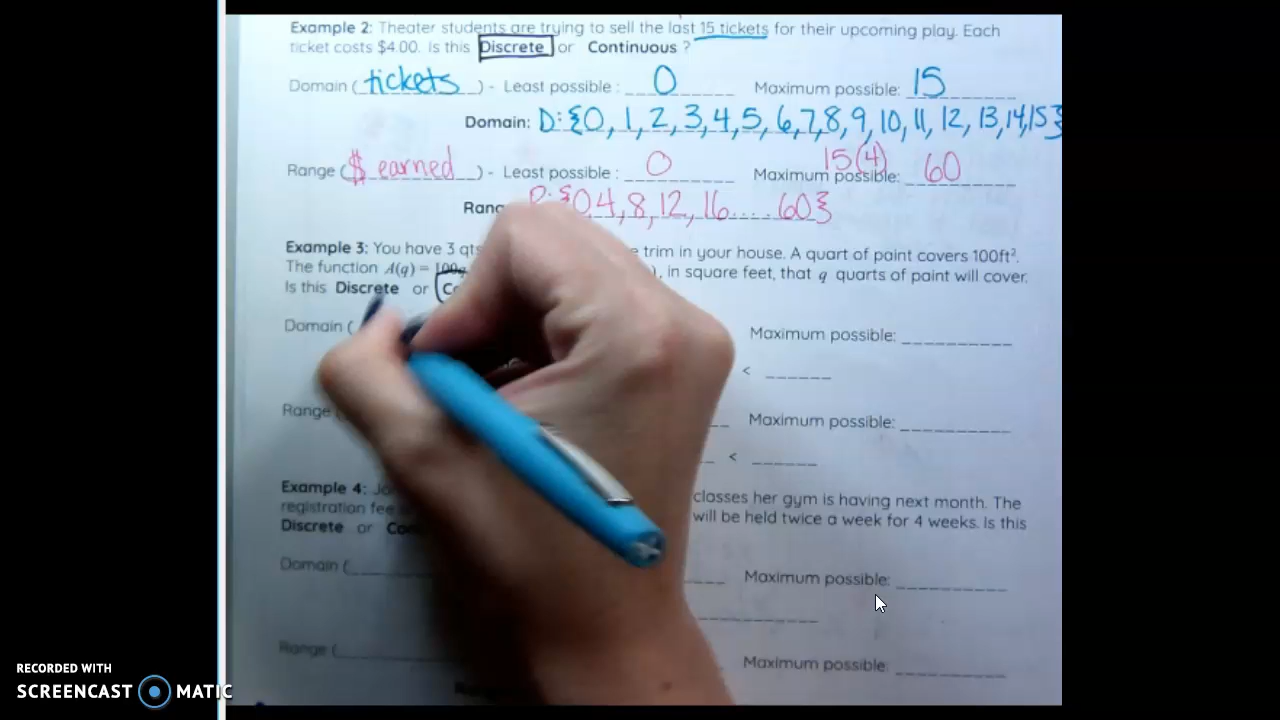 Example 2: Theater students are trying to sell the last 15 tickets for their upcoming play. Each
ticket costs $4.00. Is this Discrete or Continuous ?
Domain ( tickets ) - Least possible : 0 Maximum possible: 15
Domain: D: {0, 1, 2, 3, 4, 5, 6, 7, 8, 9, 10, 11, 12, 13, 14, 15}
15(4)
Range ( $ earned ) - Least possible : 0 Maximum possible: 60
{0, 4, 8, 12, 16.... 60}
Example 3: You have 3 qts trim in your house. A quart of paint covers 100ft².
The function A(q) = 100q , in square feet, that q quarts of paint will cover.
Is this Discrete or
Domain ( Maximum possible:
<
Range Maximum possible:
<
Example 4: classes her gym is having next month. The
registration fee will be held twice a week for 4 weeks. Is this
Discrete or
Domain ( Maximum possible:
Range ( Maximum possible:
RECORDED WITH
SCREENCAST MATIC